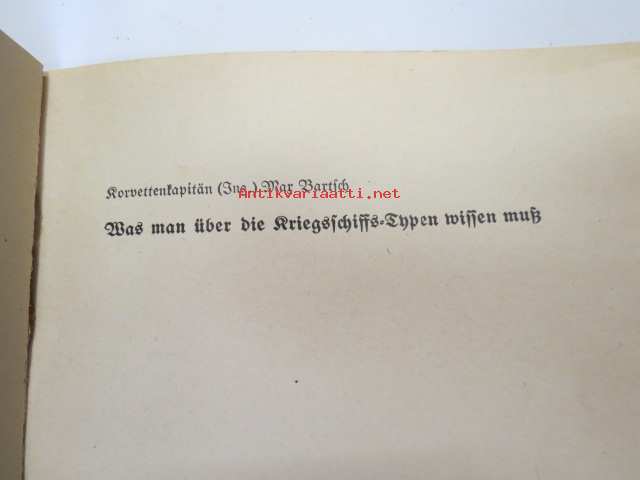 Korvettenkapitän (Ing.) Max Bartsch
Antikvariaatti.net
Was man über die Kriegsschiffs-Typen wissen muß